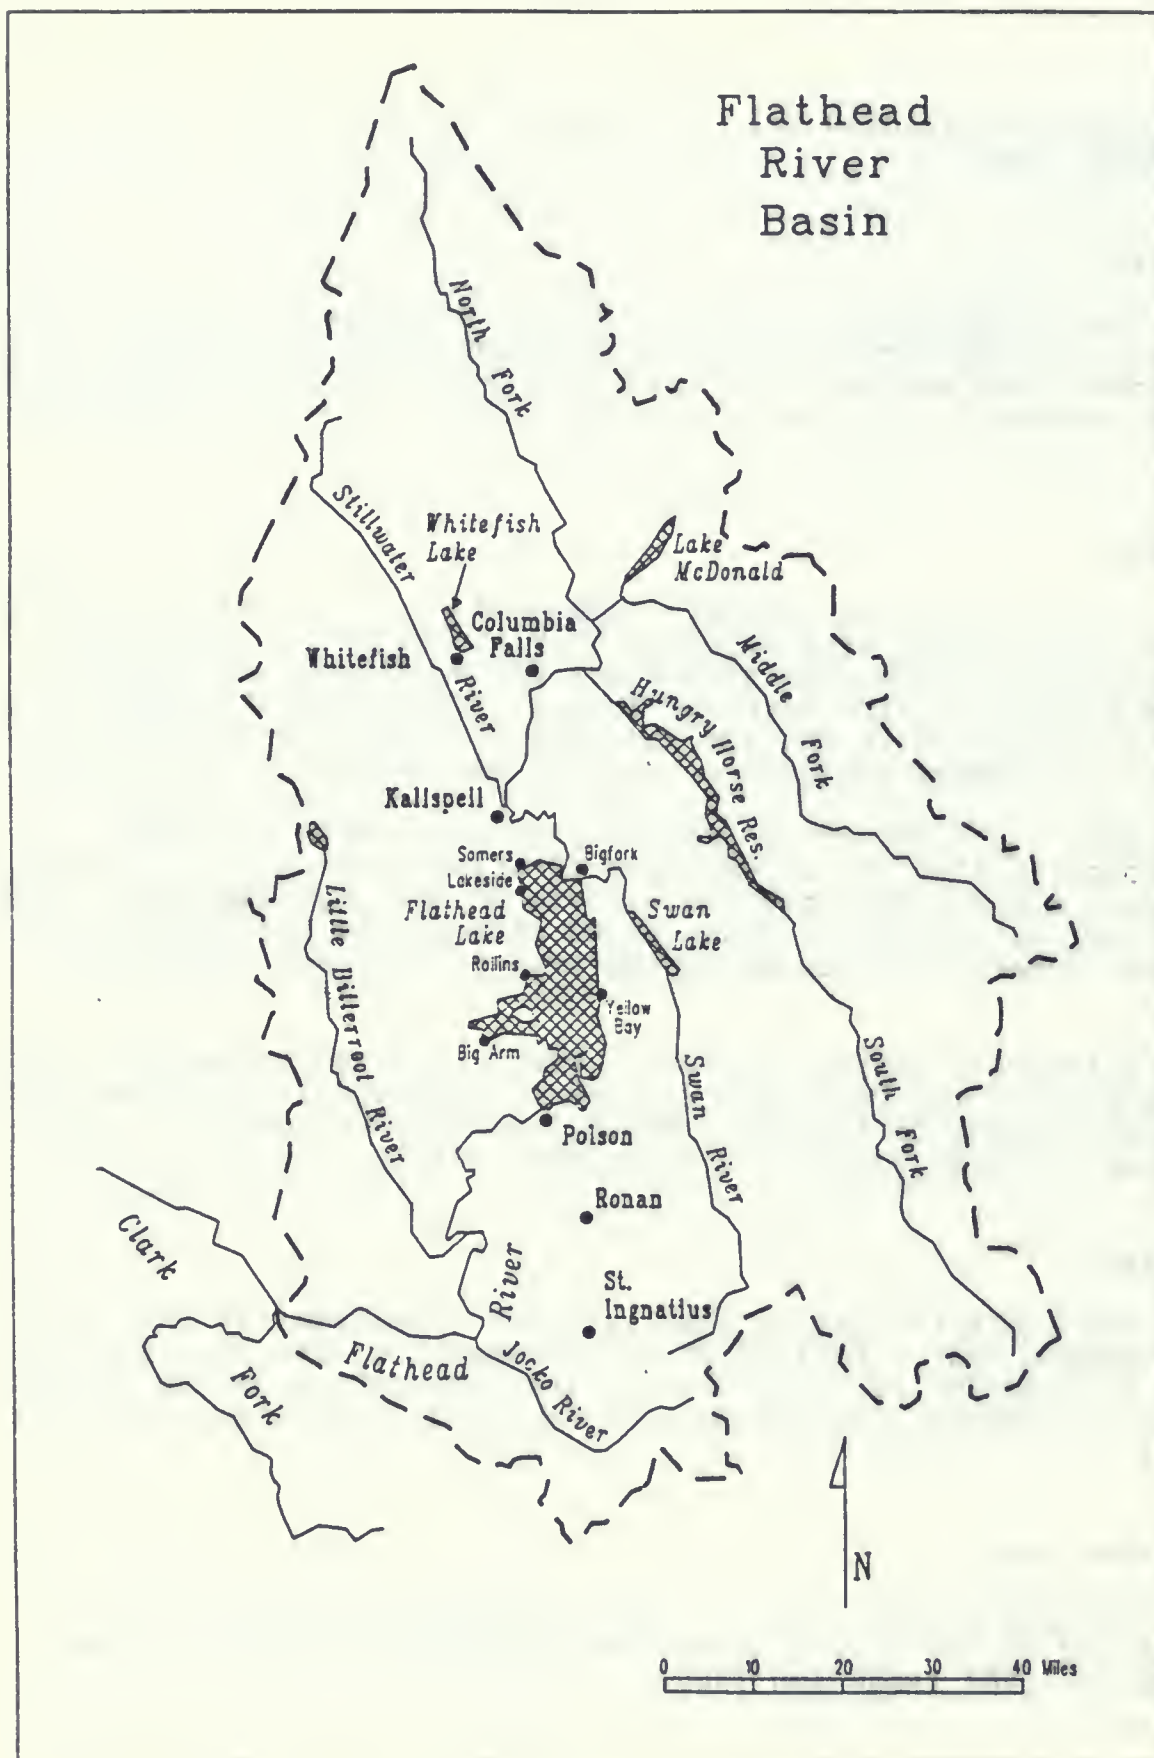 Flathead
River
Basin
North
Fork
Stillwater
River
Whitefish
Lake
Lake
McDonald
Columbia
Falls
Whitefish
Middle
Fork
Hungry Horse Res.
Kalispell
Somers
Bigfork
Lakeside
Flathead
Lake
Swan
Lake
Rollins
Yellow
Bay
Big Arm
Little Bitterroot
River
South
Fork
Swan
River
Polson
Ronan
St.
Ingnatius
Clark
Fork
Flathead
River
Jocko River
N
0 10 20 30 40 Miles